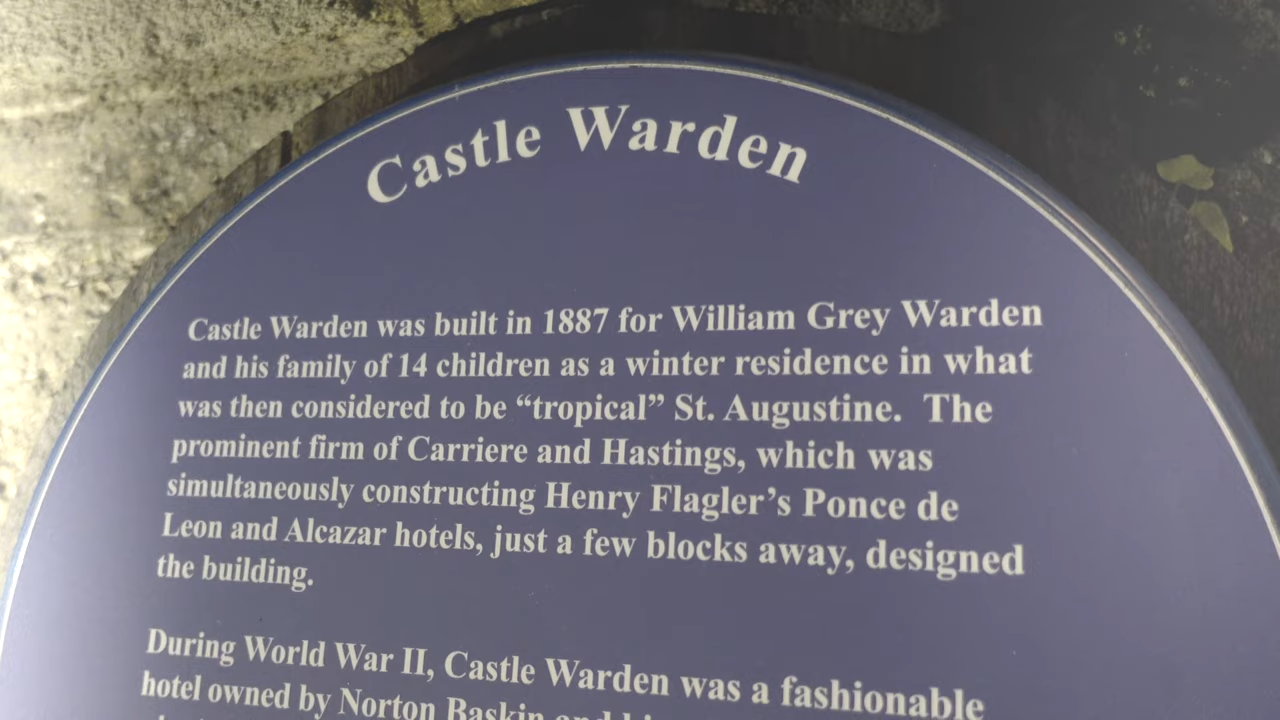 Castle Warden
Castle Warden was built in 1887 for William Grey Warden
and his family of 14 children as a winter residence in what
was then considered to be “tropical” St. Augustine. The
prominent firm of Carriere and Hastings, which was
simultaneously constructing Henry Flagler’s Ponce de
Leon and Alcazar hotels, just a few blocks away, designed
the building.
During World War II, Castle Warden was a fashionable
hotel owned by Norton Baskin and